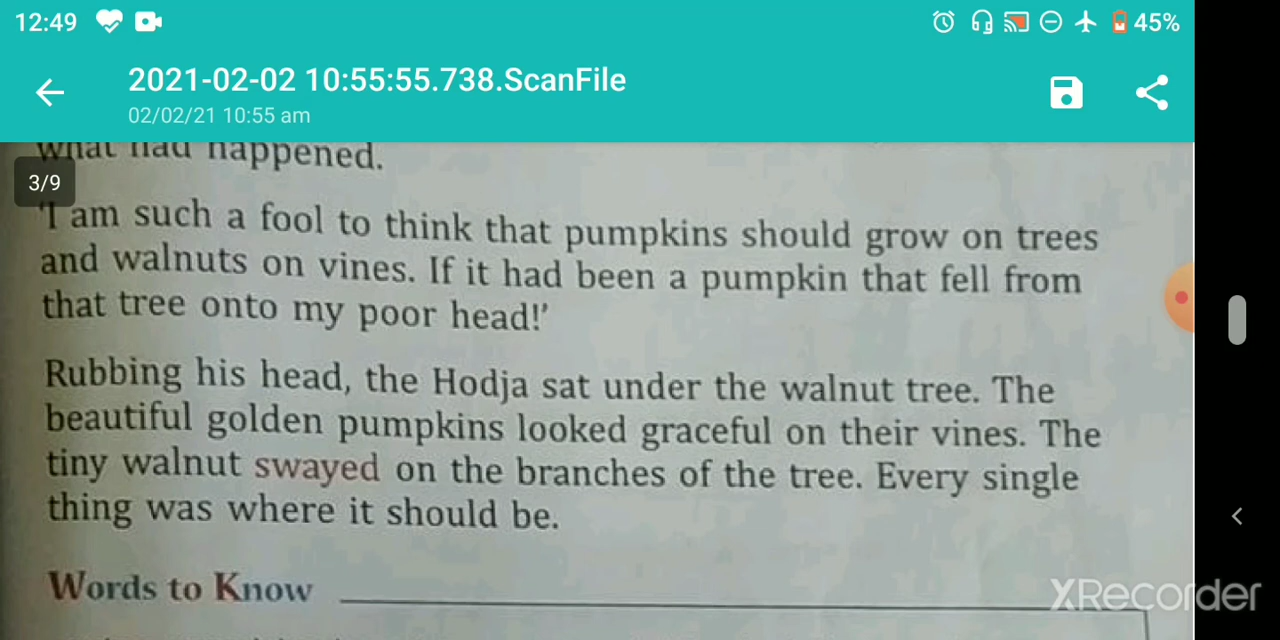 12:49 45%
2021-02-02 10:55:55.738.ScanFile
02/02/21 10:55 am
what had happened.
3/9
'I am such a fool to think that pumpkins should grow on trees
and walnuts on vines. If it had been a pumpkin that fell from
that tree onto my poor head!'
Rubbing his head, the Hodja sat under the walnut tree. The
beautiful golden pumpkins looked graceful on their vines. The
tiny walnut swayed on the branches of the tree. Every single
thing was where it should be.
Words to Know
XRecorder